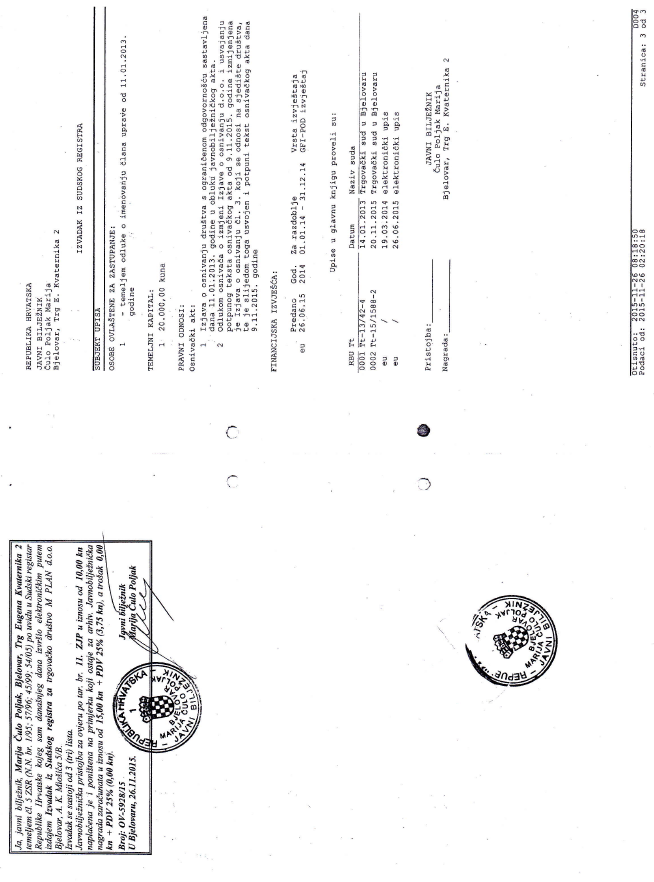 REPUBLIKA HRVATSKA
JAVNI BILJEŽNIK
Čulo Poljak Marija
Bjelovar, Trg E. Kvaternika 2
IZVADAK IZ SUDSKOG REGISTRA
SUBJEKT UPISA
OSOBE OVLAŠTENE ZA ZASTUPANJE:
1 - temeljem odluke o imenovanju člana uprave od 11.01.2013.
godine
TEMELJNI KAPITAL:
1 20.000,00 kuna
PRAVNI ODNOSI:
Osnivački akt:
1 Izjava o osnivanju društva s ograničenom odgovornošću sastavljena
dana 11.01.2013. godine u obliku javnobilježničkog akta.
2 Odlukom osnivača o izmjeni Izjave o osnivanju d.o.o. i usvajanju
potpunog teksta osnivačkog akta od 9.11.2015. godine izmijenjena
je Izjava o osnivanju čl. 3. koji se odnosi na sjedište društva,
te je slijedom toga usvojen i potpuni tekst osnivačkog akta dana
9.11.2015. godine
FINANCIJSKA IZVJEŠĆA:
Predano God. Za razdoblje Vrsta izvještaja
eu 26.06.15 2014 01.01.14 - 31.12.14 GFI-POD izvještaj
Upise u glavnu knjigu proveli su:
RBU Tt Datum Naziv suda
0001 Tt-13/42-4 14.01.2013 Trgovački sud u Bjelovaru
0002 Tt-15/1588-2 20.11.2015 Trgovački sud u Bjelovaru
eu / 19.03.2014 elektronički upis
eu / 26.06.2015 elektronički upis
Pristojba:
Nagrada:
JAVNI BILJEŽNIK
Čulo Poljak Marija
Bjelovar, Trg E. Kvaternika 2
Otisnuto: 2015-11-26 08:18:50 0004
Podaci od: 2015-11-26 02:20:18 Stranica: 3 od 3
Ja, javni bilježnik, Marija Čulo Poljak, Bjelovar, Trg Eugena Kvaternika 2
temeljem čl. 5 ZSR (N.N. br. 1/95; 57/96; 45/99; 54/05) po uvidu u Sudski registar
Republike Hrvatske kojeg sam današnjeg dana izvršio elektroničkim putem
izdajem Izvadak iz Sudskog registra za trgovačko društvo M PLAN d.o.o.
Bjelovar, A. K. Miošića 5/B.
Izvadak se sastoji od 3 (tri) lista.
Javnobilježnička pristojba za ovjeru po tar. br. 11. ZJP u iznosu od 10,00 kn
naplaćena je i poništena na primjerku koji ostaje za arhiv. Javnobilježnička
nagrada zaračunata u iznosu od 15,00 kn + PDV 25% (3,75 kn), a trošak 0,00
kn + PDV 25% (0,00 kn).
Broj: OV-5928/15
U Bjelovaru, 26.11.2015.
Javni bilježnik
Marija Čulo Poljak
REPUBLIKA HRVATSKA
1
MARIJA ČULO POLJAK
BJELOVAR
JAVNI BILJEŽNIK
MARIJA ČULO POLJAK
BJELOVAR
JAVNI BILJEŽNIK